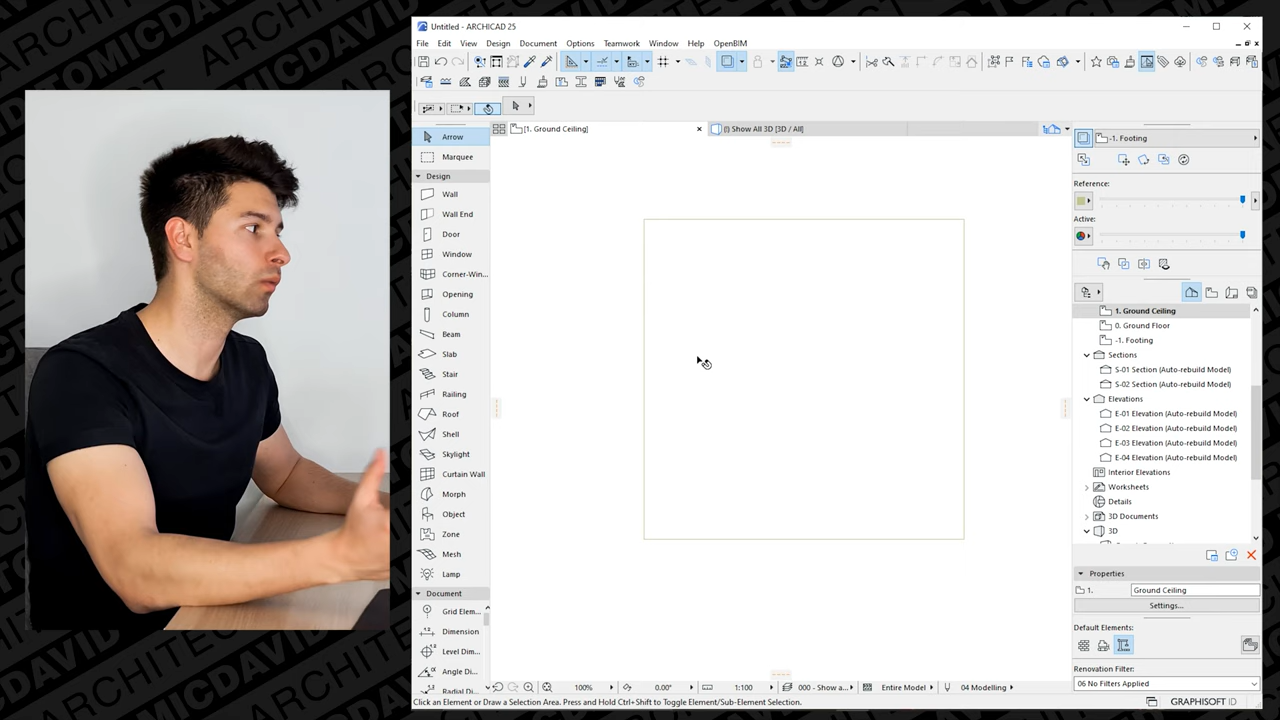 Untitled - ARCHICAD 25
File Edit View Design Document Options Teamwork Window Help OpenBIM
[1. Ground Ceiling]
(!) Show All 3D [3D / All]
Arrow
Marquee
Design
Wall
Wall End
Door
Window
Corner-Win...
Opening
Column
Beam
Slab
Stair
Railing
Roof
Shell
Skylight
Curtain Wall
Morph
Object
Zone
Mesh
Lamp
Document
Grid Elem...
Dimension
Level Dim...
Angle Di...
Radial Di...
-1. Footing
Reference:
Active:
1. Ground Ceiling
0. Ground Floor
-1. Footing
Sections
S-01 Section (Auto-rebuild Model)
S-02 Section (Auto-rebuild Model)
Elevations
E-01 Elevation (Auto-rebuild Model)
E-02 Elevation (Auto-rebuild Model)
E-03 Elevation (Auto-rebuild Model)
E-04 Elevation (Auto-rebuild Model)
Interior Elevations
Worksheets
Details
3D Documents
3D
Properties
1. Ground Ceiling
Settings...
Default Elements:
Renovation Filter:
06 No Filters Applied
100% 0.00° 1:100 000 - Show a... Entire Model 04 Modelling
Click an Element or Draw a Selection Area. Press and Hold Ctrl+Shift to Toggle Element/Sub-Element Selection.
GRAPHISOFT ID